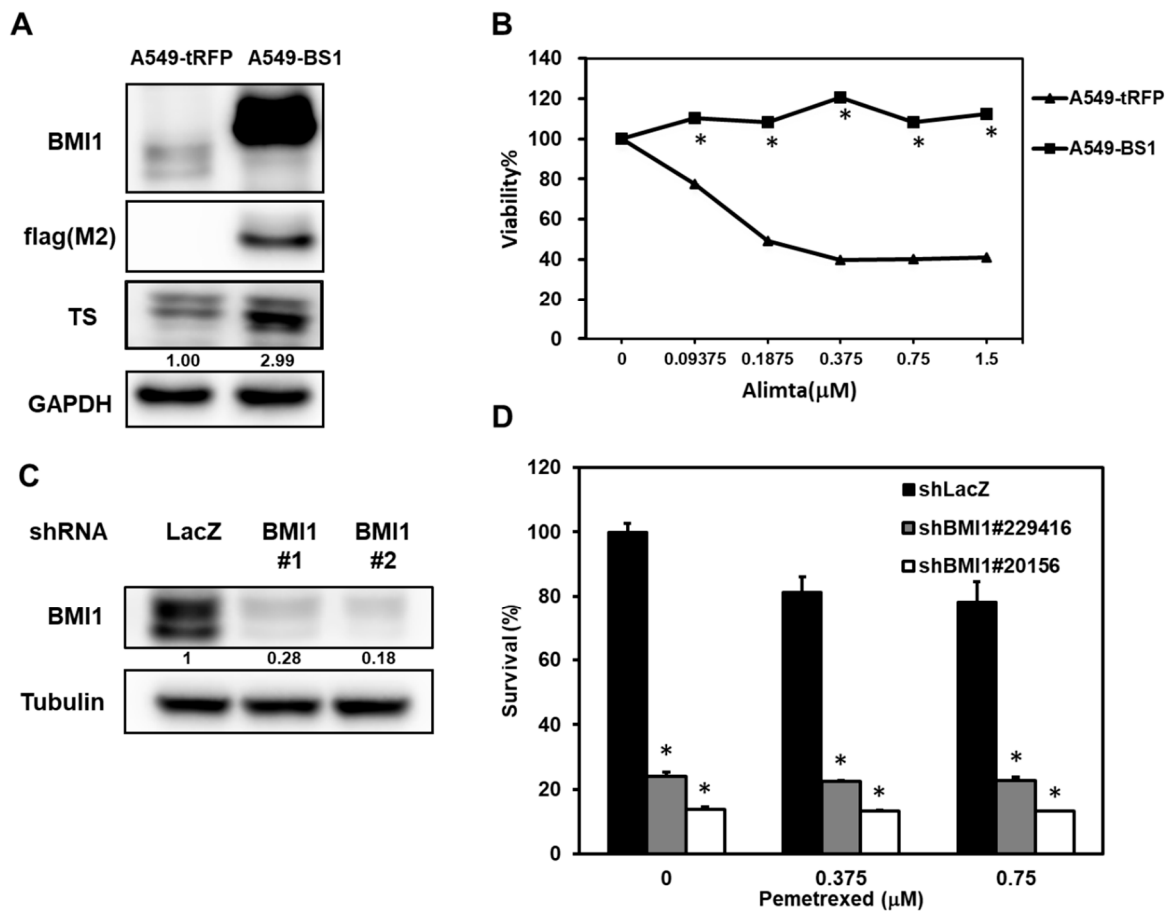 A
A549-tRFP A549-BS1
BMI1
flag(M2)
TS
1.00 2.99
GAPDH
B
140
120
100
80
60
40
20
0
Viability%
0 0.09375 0.1875 0.375 0.75 1.5
Alimta(μM)
A549-tRFP
A549-BS1
* * * * *
C
shRNA LacZ BMI1 BMI1
#1 #2
BMI1
1 0.28 0.18
Tubulin
D
120
100
80
60
40
20
0
Survival (%)
shLacZ
shBMI1#229416
shBMI1#20156
* * * * * *
0 0.375 0.75
Pemetrexed (μM)